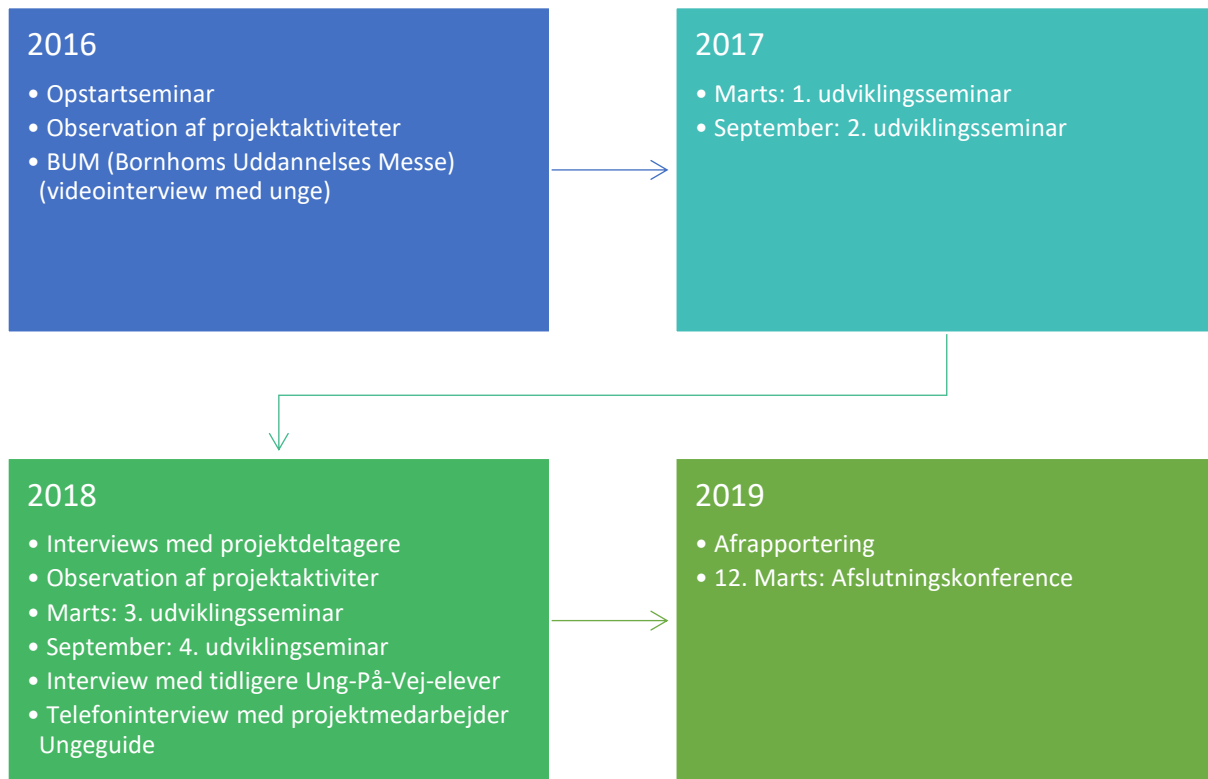 2016
• Opstartseminar
• Observation af projektaktiviteter
• BUM (Bornhoms Uddannelses Messe)
(videointerview med unge)
2017
• Marts: 1. udviklingsseminar
• September: 2. udviklingsseminar
2018
• Interviews med projektdeltagere
• Observation af projektaktiviter
• Marts: 3. udviklingsseminar
• September: 4. udviklingseminar
• Interview med tidligere Ung-På-Vej-elever
• Telefoninterview med projektmedarbejder
Ungeguide
2019
• Afrapportering
• 12. Marts: Afslutningskonference